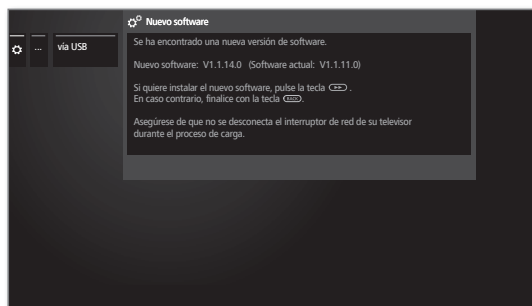 Nuevo software
... vía USB
Se ha encontrado una nueva versión de software.
Nuevo software: V1.1.14.0 (Software actual: V1.1.11.0)
Si quiere instalar el nuevo software, pulse la tecla .
En caso contrario, finalice con la tecla BACK.
Asegúrese de que no se desconecta el interruptor de red de su televisor
durante el proceso de carga.